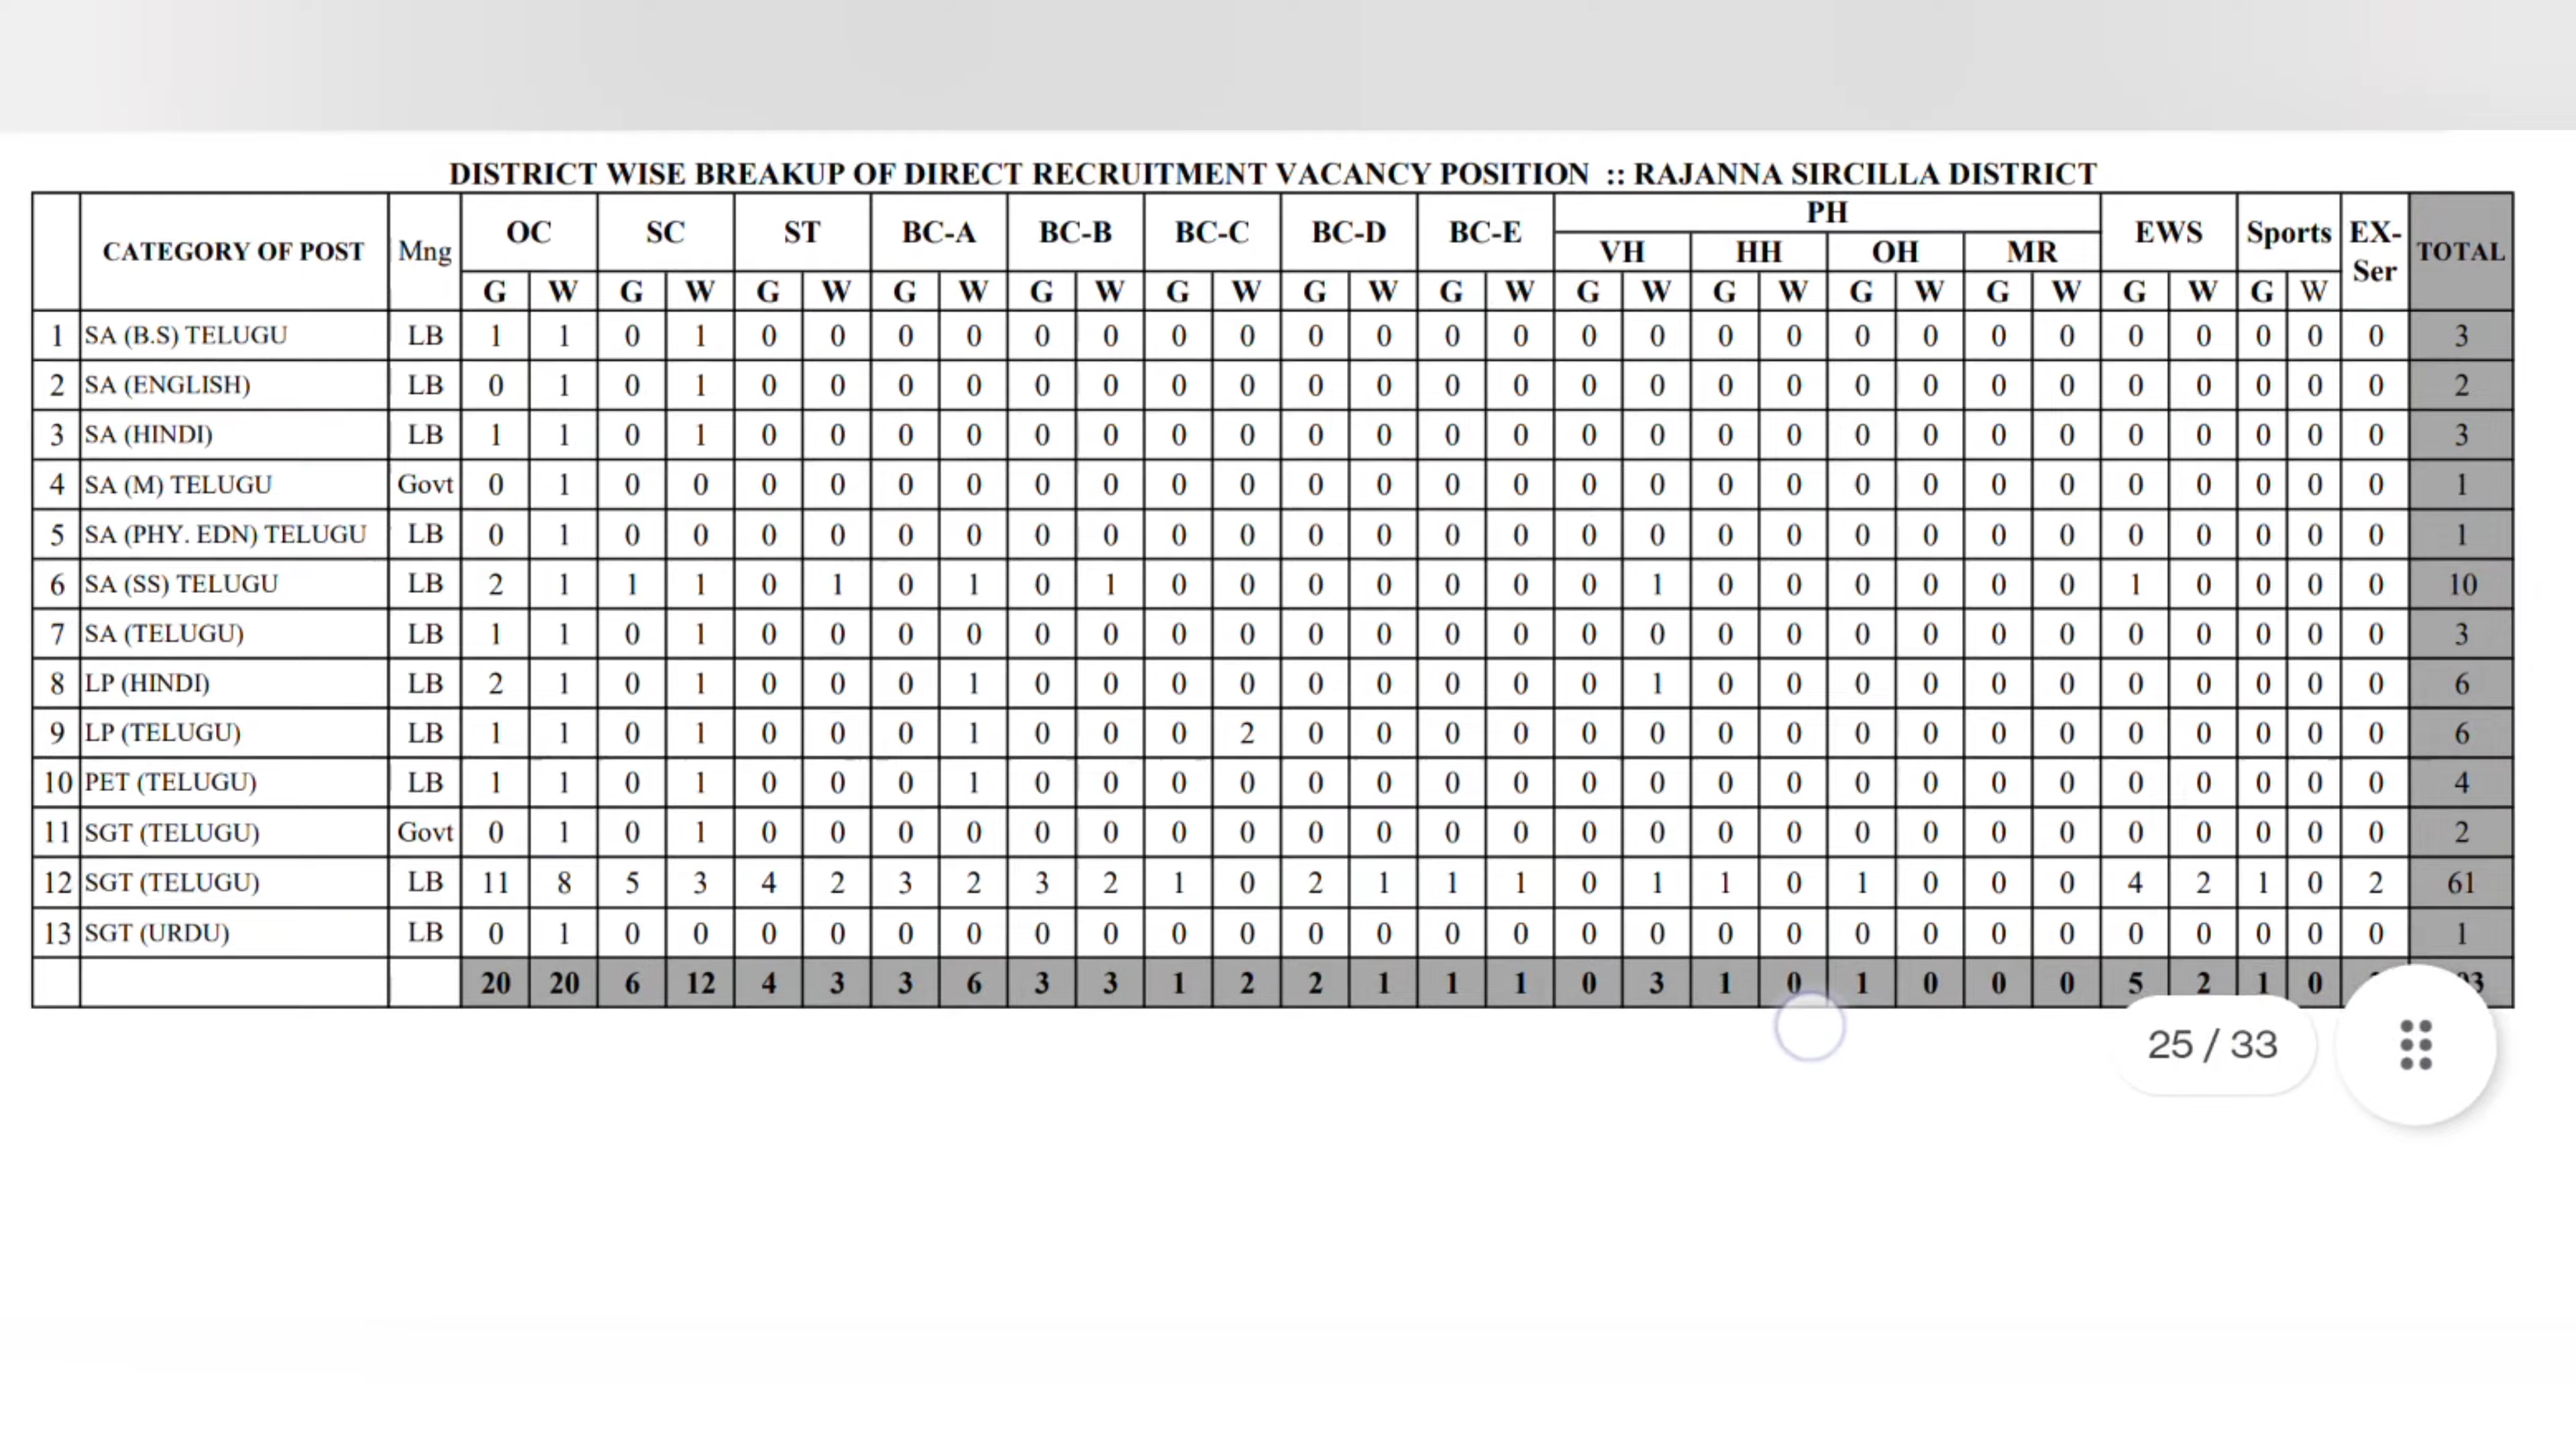 DISTRICT WISE BREAKUP OF DIRECT RECRUITMENT VACANCY POSITION :: RAJANNA SIRCILLA DISTRICT
CATEGORY OF POST Mng OC SC ST BC-A BC-B BC-C BC-D BC-E PH EWS Sports EX-Ser TOTAL
VH HH OH MR
G W G W G W G W G W G W G W G W G W G W G W G W G W G W
1 SA (B.S) TELUGU LB 1 1 0 1 0 0 0 0 0 0 0 0 0 0 0 0 0 0 0 0 0 0 0 0 0 0 0 0 0 3
2 SA (ENGLISH) LB 0 1 0 1 0 0 0 0 0 0 0 0 0 0 0 0 0 0 0 0 0 0 0 0 0 0 0 0 0 2
3 SA (HINDI) LB 1 1 0 1 0 0 0 0 0 0 0 0 0 0 0 0 0 0 0 0 0 0 0 0 0 0 0 0 0 3
4 SA (M) TELUGU Govt 0 1 0 0 0 0 0 0 0 0 0 0 0 0 0 0 0 0 0 0 0 0 0 0 0 0 0 0 0 1
5 SA (PHY. EDN) TELUGU LB 0 1 0 0 0 0 0 0 0 0 0 0 0 0 0 0 0 0 0 0 0 0 0 0 0 0 0 0 0 1
6 SA (SS) TELUGU LB 2 1 1 1 0 1 0 1 0 1 0 0 0 0 0 0 0 1 0 0 0 0 0 0 1 0 0 0 0 10
7 SA (TELUGU) LB 1 1 0 1 0 0 0 0 0 0 0 0 0 0 0 0 0 0 0 0 0 0 0 0 0 0 0 0 0 3
8 LP (HINDI) LB 2 1 0 1 0 0 0 1 0 0 0 0 0 0 0 0 0 1 0 0 0 0 0 0 0 0 0 0 0 6
9 LP (TELUGU) LB 1 1 0 1 0 0 0 1 0 0 0 2 0 0 0 0 0 0 0 0 0 0 0 0 0 0 0 0 0 6
10 PET (TELUGU) LB 1 1 0 1 0 0 0 1 0 0 0 0 0 0 0 0 0 0 0 0 0 0 0 0 0 0 0 0 0 4
11 SGT (TELUGU) Govt 0 1 0 1 0 0 0 0 0 0 0 0 0 0 0 0 0 0 0 0 0 0 0 0 0 0 0 0 0 2
12 SGT (TELUGU) LB 11 8 5 3 4 2 3 2 3 2 1 0 2 1 1 1 0 1 1 0 1 0 0 0 4 2 1 0 2 61
13 SGT (URDU) LB 0 1 0 0 0 0 0 0 0 0 0 0 0 0 0 0 0 0 0 0 0 0 0 0 0 0 0 0 0 1
20 20 6 12 4 3 3 6 3 3 1 2 2 1 1 1 0 3 1 0 1 0 0 0 5 2 1 0
25 / 33